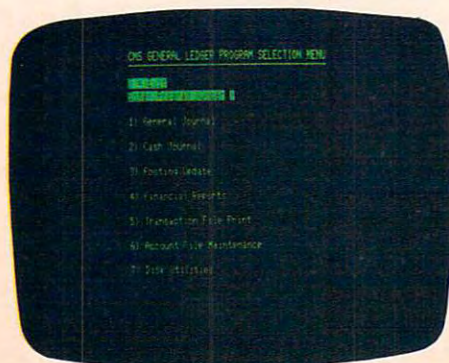 CMS GENERAL LEDGER PROGRAM SELECTION MENU
1) General Journal
2) Cash Journal
3) Posting Update
4) Financial Reports
5) Transaction File Print
6) Account File Maintenance
7) Disk Utilities